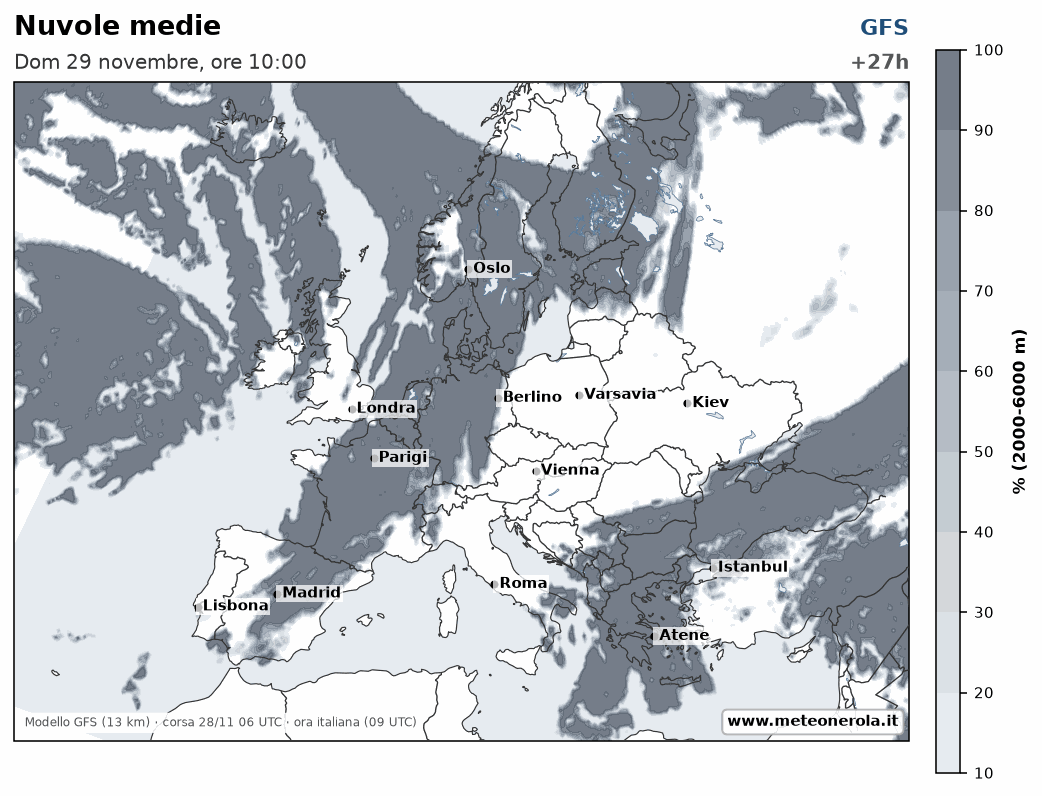 Nuvole medie
GFS
Dom 29 novembre, ore 10:00
+27h
Oslo
Londra
Berlino
Varsavia
Kiev
Parigi
Vienna
Madrid
Roma
Istanbul
Lisbona
Atene
Modello GFS (13 km) · corsa 28/11 06 UTC · ora italiana (09 UTC)
www.meteonerola.it
100
90
80
70
60
50
40
30
20
10
% (2000-6000 m)